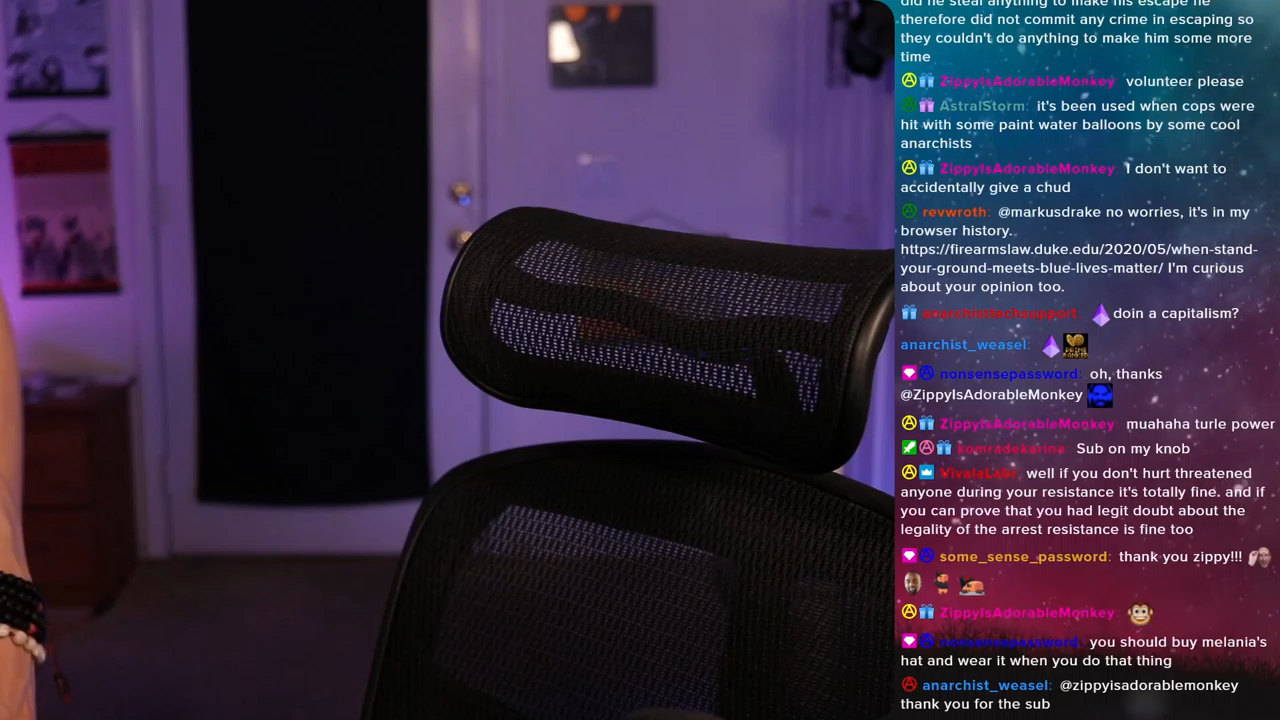 did he steal anything to make his escape he
therefore did not commit any crime in escaping so
they couldn't do anything to make him some more
time
ZippyIsAdorableMonkey volunteer please
AstralStorm: it's been used when cops were
hit with some paint water balloons by some cool
anarchists
ZippyIsAdorableMonkey I don't want to
accidentally give a chud
revwroth: @markusdrake no worries, it's in my
browser history.
https://firearmslaw.duke.edu/2020/05/when-stand-
your-ground-meets-blue-lives-matter/ I'm curious
about your opinion too.
anarchisttechsupport: doin a capitalism?
anarchist_weasel:
nonsensepassword: oh, thanks
@ZippyIsAdorableMonkey
ZippyIsAdorableMonkey muahaha turle power
komradekarina: Sub on my knob
VivalaLabr: well if you don't hurt threatened
anyone during your resistance it's totally fine. and if
you can prove that you had legit doubt about the
legality of the arrest resistance is fine too
some_sense_password: thank you zippy!!!
ZippyIsAdorableMonkey:
nonsensepassword: you should buy melania's
hat and wear it when you do that thing
anarchist_weasel: @zippyisadorablemonkey
thank you for the sub